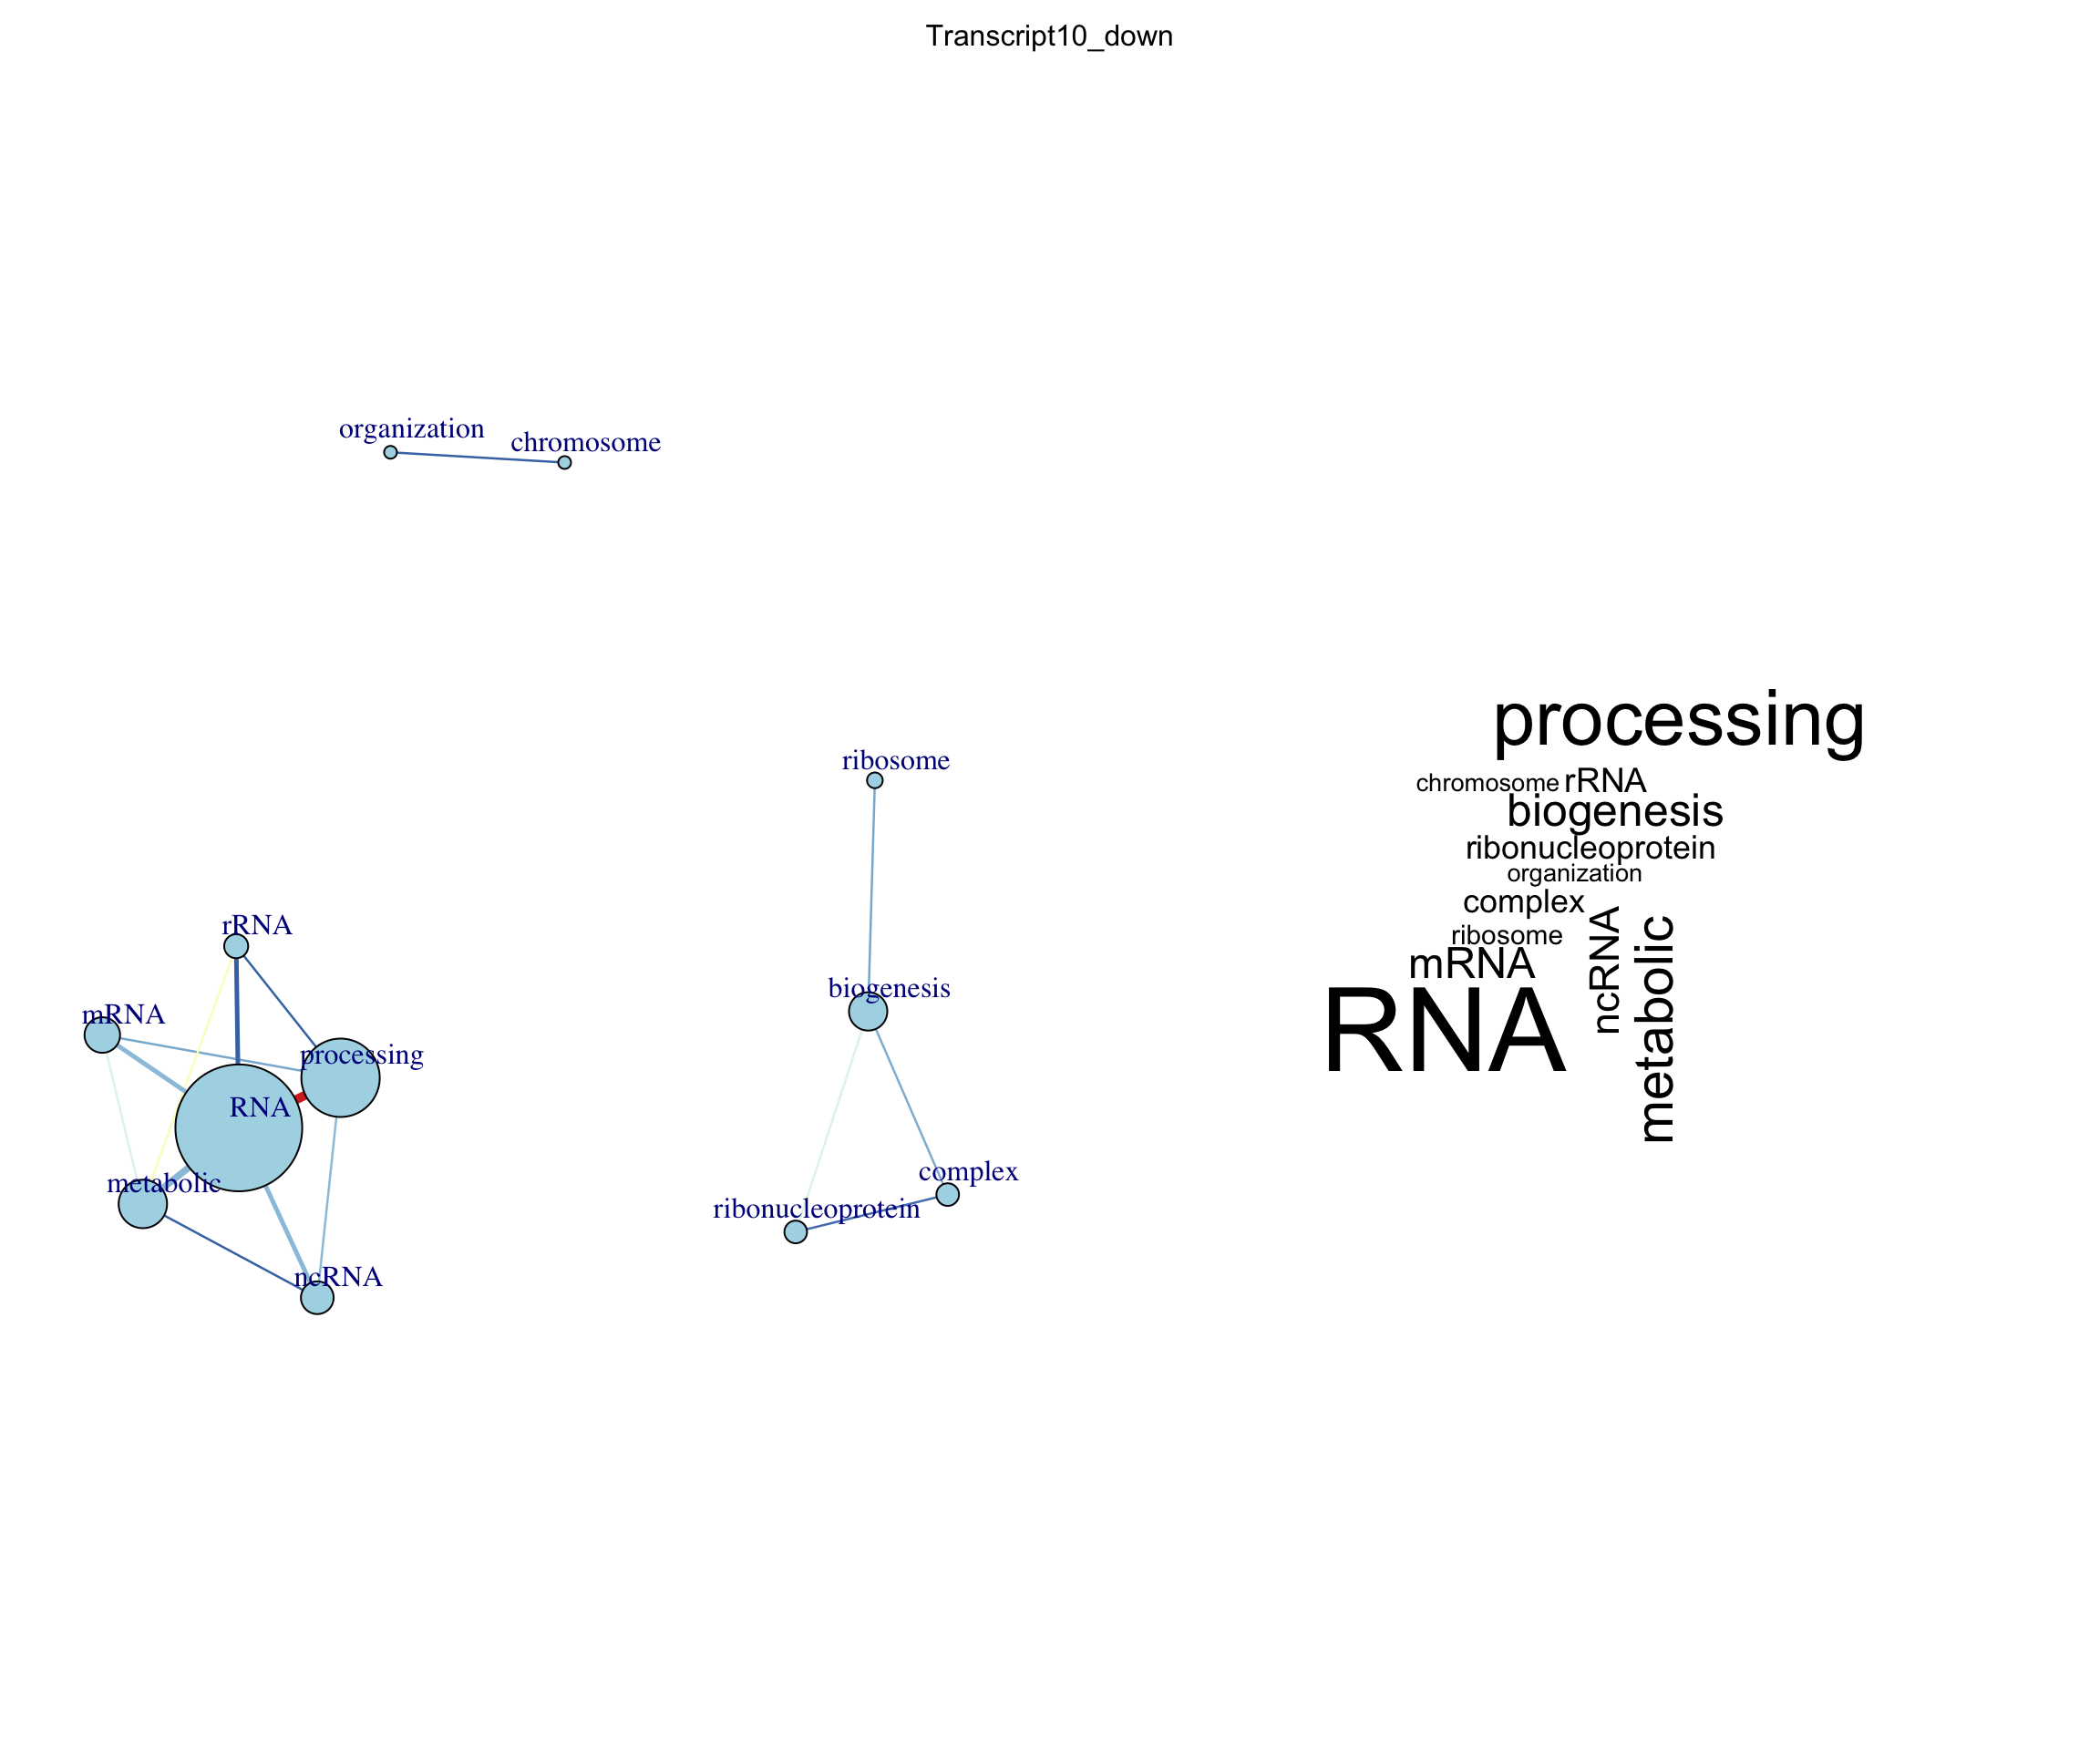 Transcript10_down
organization
chromosome
ribosome
biogenesis
complex
ribonucleoprotein
rRNA
mRNA
processing
RNA
metabolic
ncRNA
processing
chromosome
rRNA
biogenesis
ribonucleoprotein
organization
complex
ribosome
mRNA
ncRNA
metabolic
RNA